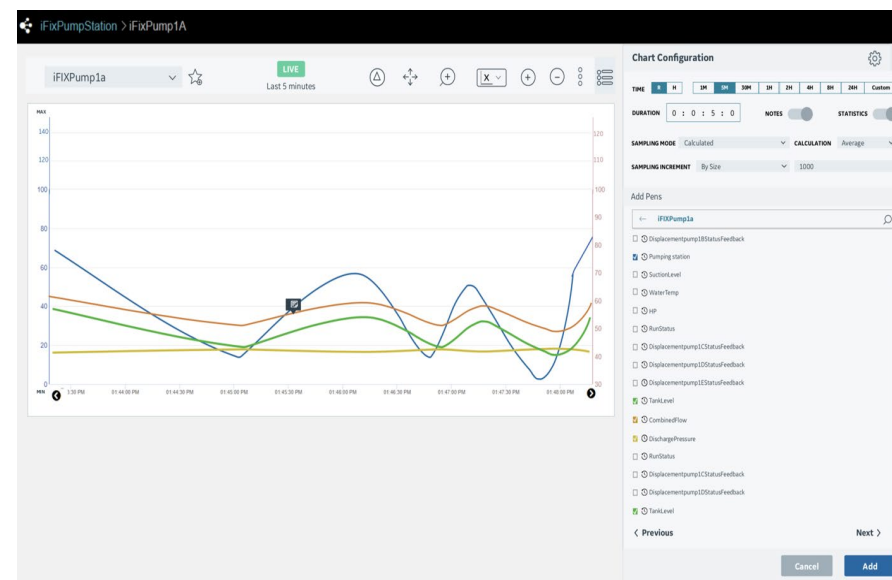 iFixPumpStation > iFixPump1A
iFIXPump1a
LIVE
Last 5 minutes
X
MAX
140
120
100
80
60
40
20
0
MIN
120
110
100
90
80
70
60
50
40
30
1:30 PM
01:44:00 PM
01:44:30 PM
01:45:00 PM
01:45:30 PM
01:46:00 PM
01:46:30 PM
01:47:00 PM
01:47:30 PM
01:48:00 PM
Chart Configuration
TIME R H 1M 5M 30M 1H 2H 4H 8H 24H Custom
DURATION 0 : 0 : 5 : 0 NOTES STATISTICS
SAMPLING MODE Calculated CALCULATION Average
SAMPLING INCREMENT By Size 1000
Add Pens
← iFIXPump1a
Displacementpump1BStatusFeedback
Pumping station
SuctionLevel
WaterTemp
HP
RunStatus
Displacementpump1CStatusFeedback
Displacementpump1DStatusFeedback
Displacementpump1EStatusFeedback
TankLevel
CombinedFlow
DischargePressure
RunStatus
Displacementpump1CStatusFeedback
Displacementpump1DStatusFeedback
TankLevel
< Previous Next >
Cancel Add